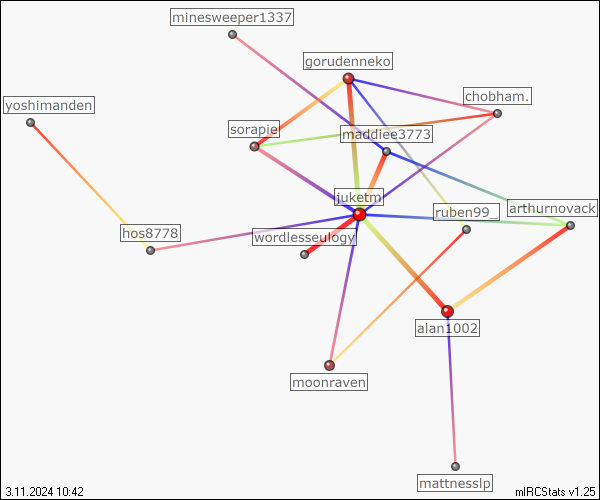 minesweeper1337
gorudenneko
chobham.
yoshimanden
sorapie
maddiee3773
juketm
ruben99_
arthurnovack
hos8778
wordlesseulogy
alan1002
moonraven
mattnesslp
3.11.2024 10:42
mIRCStats v1.25